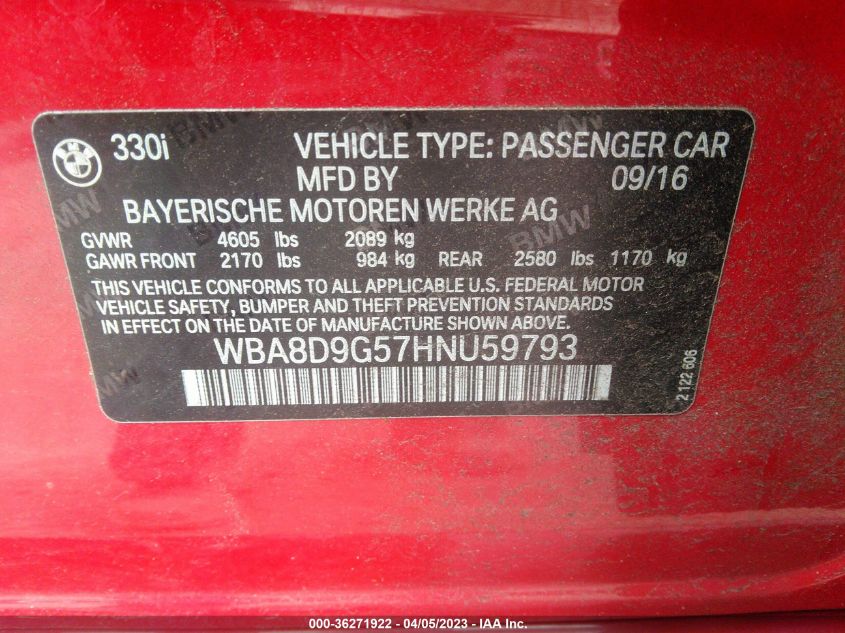 330i VEHICLE TYPE: PASSENGER CAR
MFD BY 09/16
BAYERISCHE MOTOREN WERKE AG
GVWR 4605 lbs 2089 kg
GAWR FRONT 2170 lbs 984 kg REAR 2580 lbs 1170 kg
THIS VEHICLE CONFORMS TO ALL APPLICABLE U.S. FEDERAL MOTOR
VEHICLE SAFETY, BUMPER AND THEFT PREVENTION STANDARDS
IN EFFECT ON THE DATE OF MANUFACTURE SHOWN ABOVE.
WBA8D9G57HNU59793
2 122 606
BMW
BMW
BMW
000-36271922 - 04/05/2023 - IAA Inc.